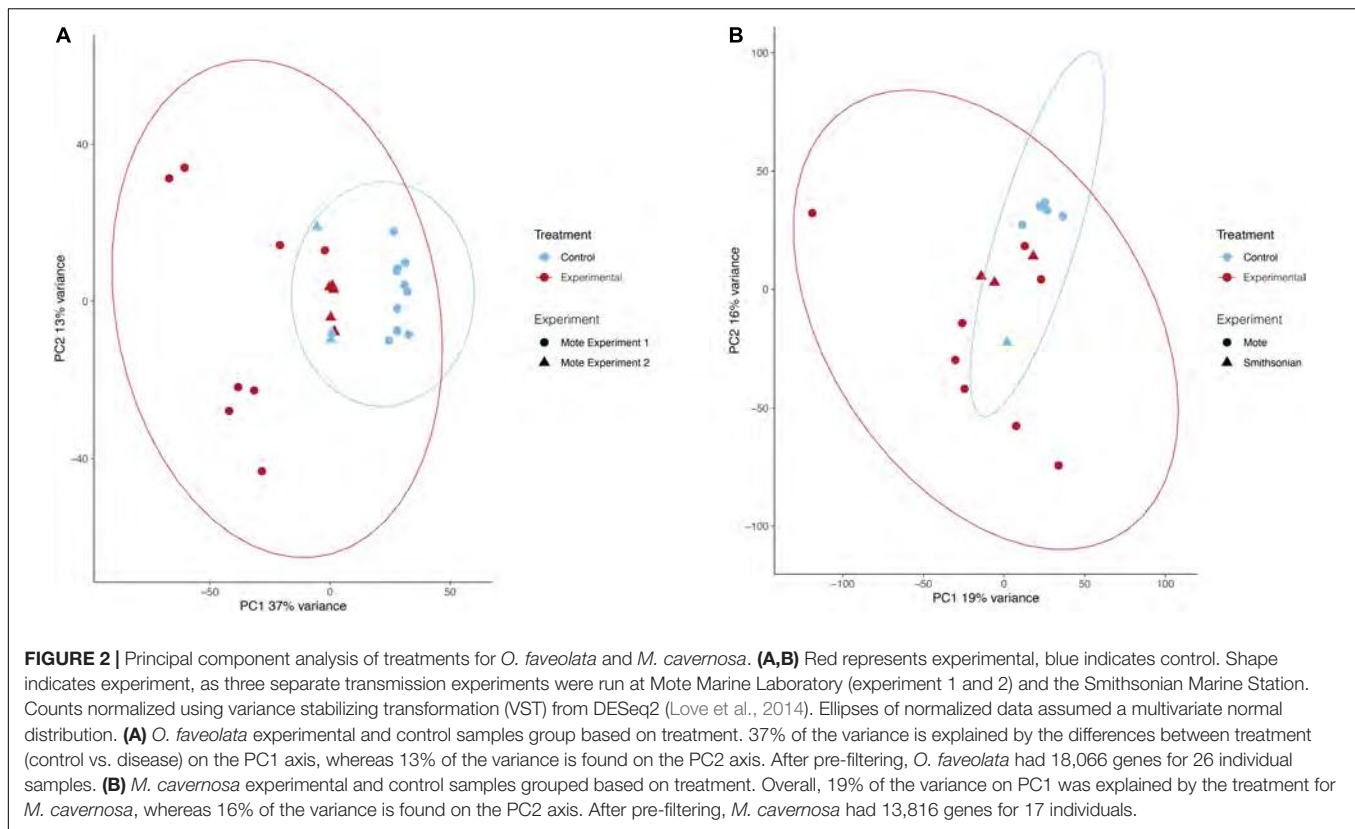 A
40
0
−40
PC2 13% variance
−50
0
50
PC1 37% variance
Treatment
Control
Experimental
Experiment
Mote Experiment 1
Mote Experiment 2
B
100
50
0
−50
−100
PC2 16% variance
−100
−50
0
50
100
PC1 19% variance
Treatment
Control
Experimental
Experiment
Mote
Smithsonian
FIGURE 2 | Principal component analysis of treatments for O. faveolata and M. cavernosa. (A,B) Red represents experimental, blue indicates control. Shape
indicates experiment, as three separate transmission experiments were run at Mote Marine Laboratory (experiment 1 and 2) and the Smithsonian Marine Station.
Counts normalized using variance stabilizing transformation (VST) from DESeq2 (Love et al., 2014). Ellipses of normalized data assumed a multivariate normal
distribution. (A) O. faveolata experimental and control samples group based on treatment. 37% of the variance is explained by the differences between treatment
(control vs. disease) on the PC1 axis, whereas 13% of the variance is found on the PC2 axis. After pre-filtering, O. faveolata had 18,066 genes for 26 individual
samples. (B) M. cavernosa experimental and control samples grouped based on treatment. Overall, 19% of the variance on PC1 was explained by the treatment for
M. cavernosa, whereas 16% of the variance is found on the PC2 axis. After pre-filtering, M. cavernosa had 13,816 genes for 17 individuals.